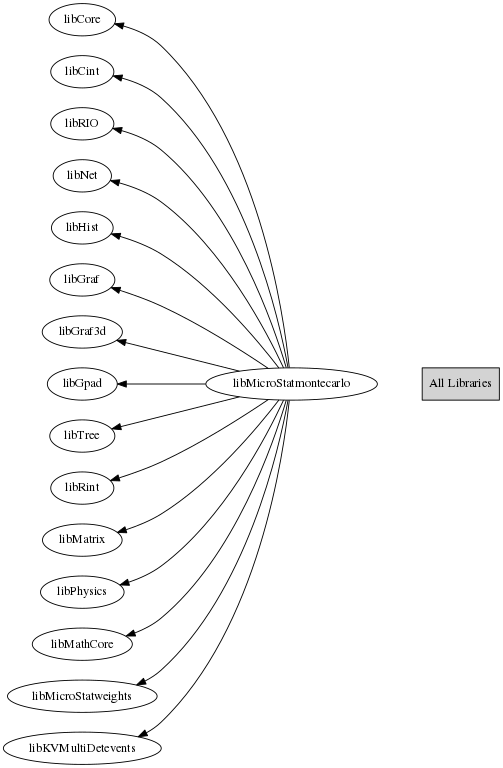 libCore
libCint
libRIO
libNet
libHist
libGraf
libGraf3d
libMicroStatmontecarlo
All Libraries
libGpad
libTree
libRint
libMatrix
libPhysics
libMathCore
libMicroStatweights
libKVMultiDetevents